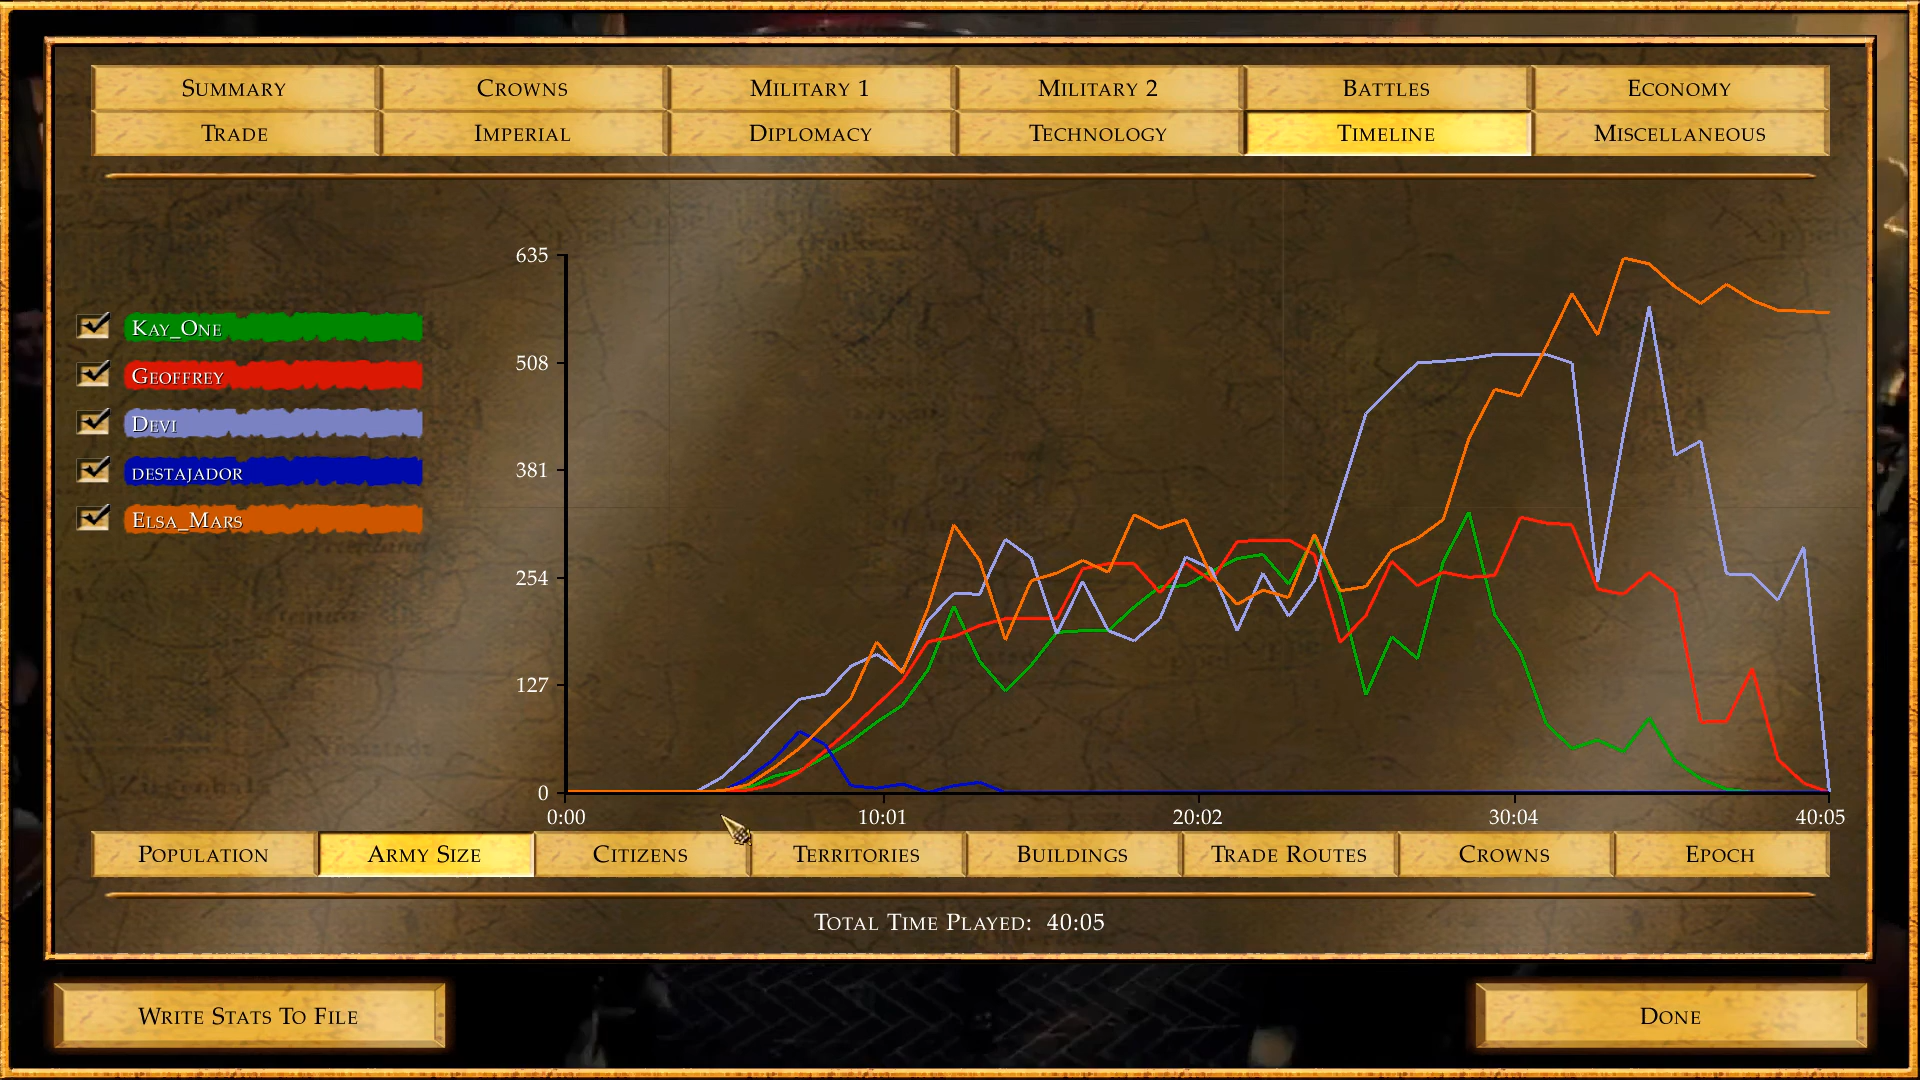 Summary Crowns Military 1 Military 2 Battles Economy
Trade Imperial Diplomacy Technology Timeline Miscellaneous
635
Kay_One
508
Geoffrey
Devi
381
destajador
Elsa_Mars
254
127
0
0:00 10:01 20:02 30:04 40:05
Population Army Size Citizens Territories Buildings Trade Routes Crowns Epoch
Total Time Played: 40:05
Write Stats To File Done